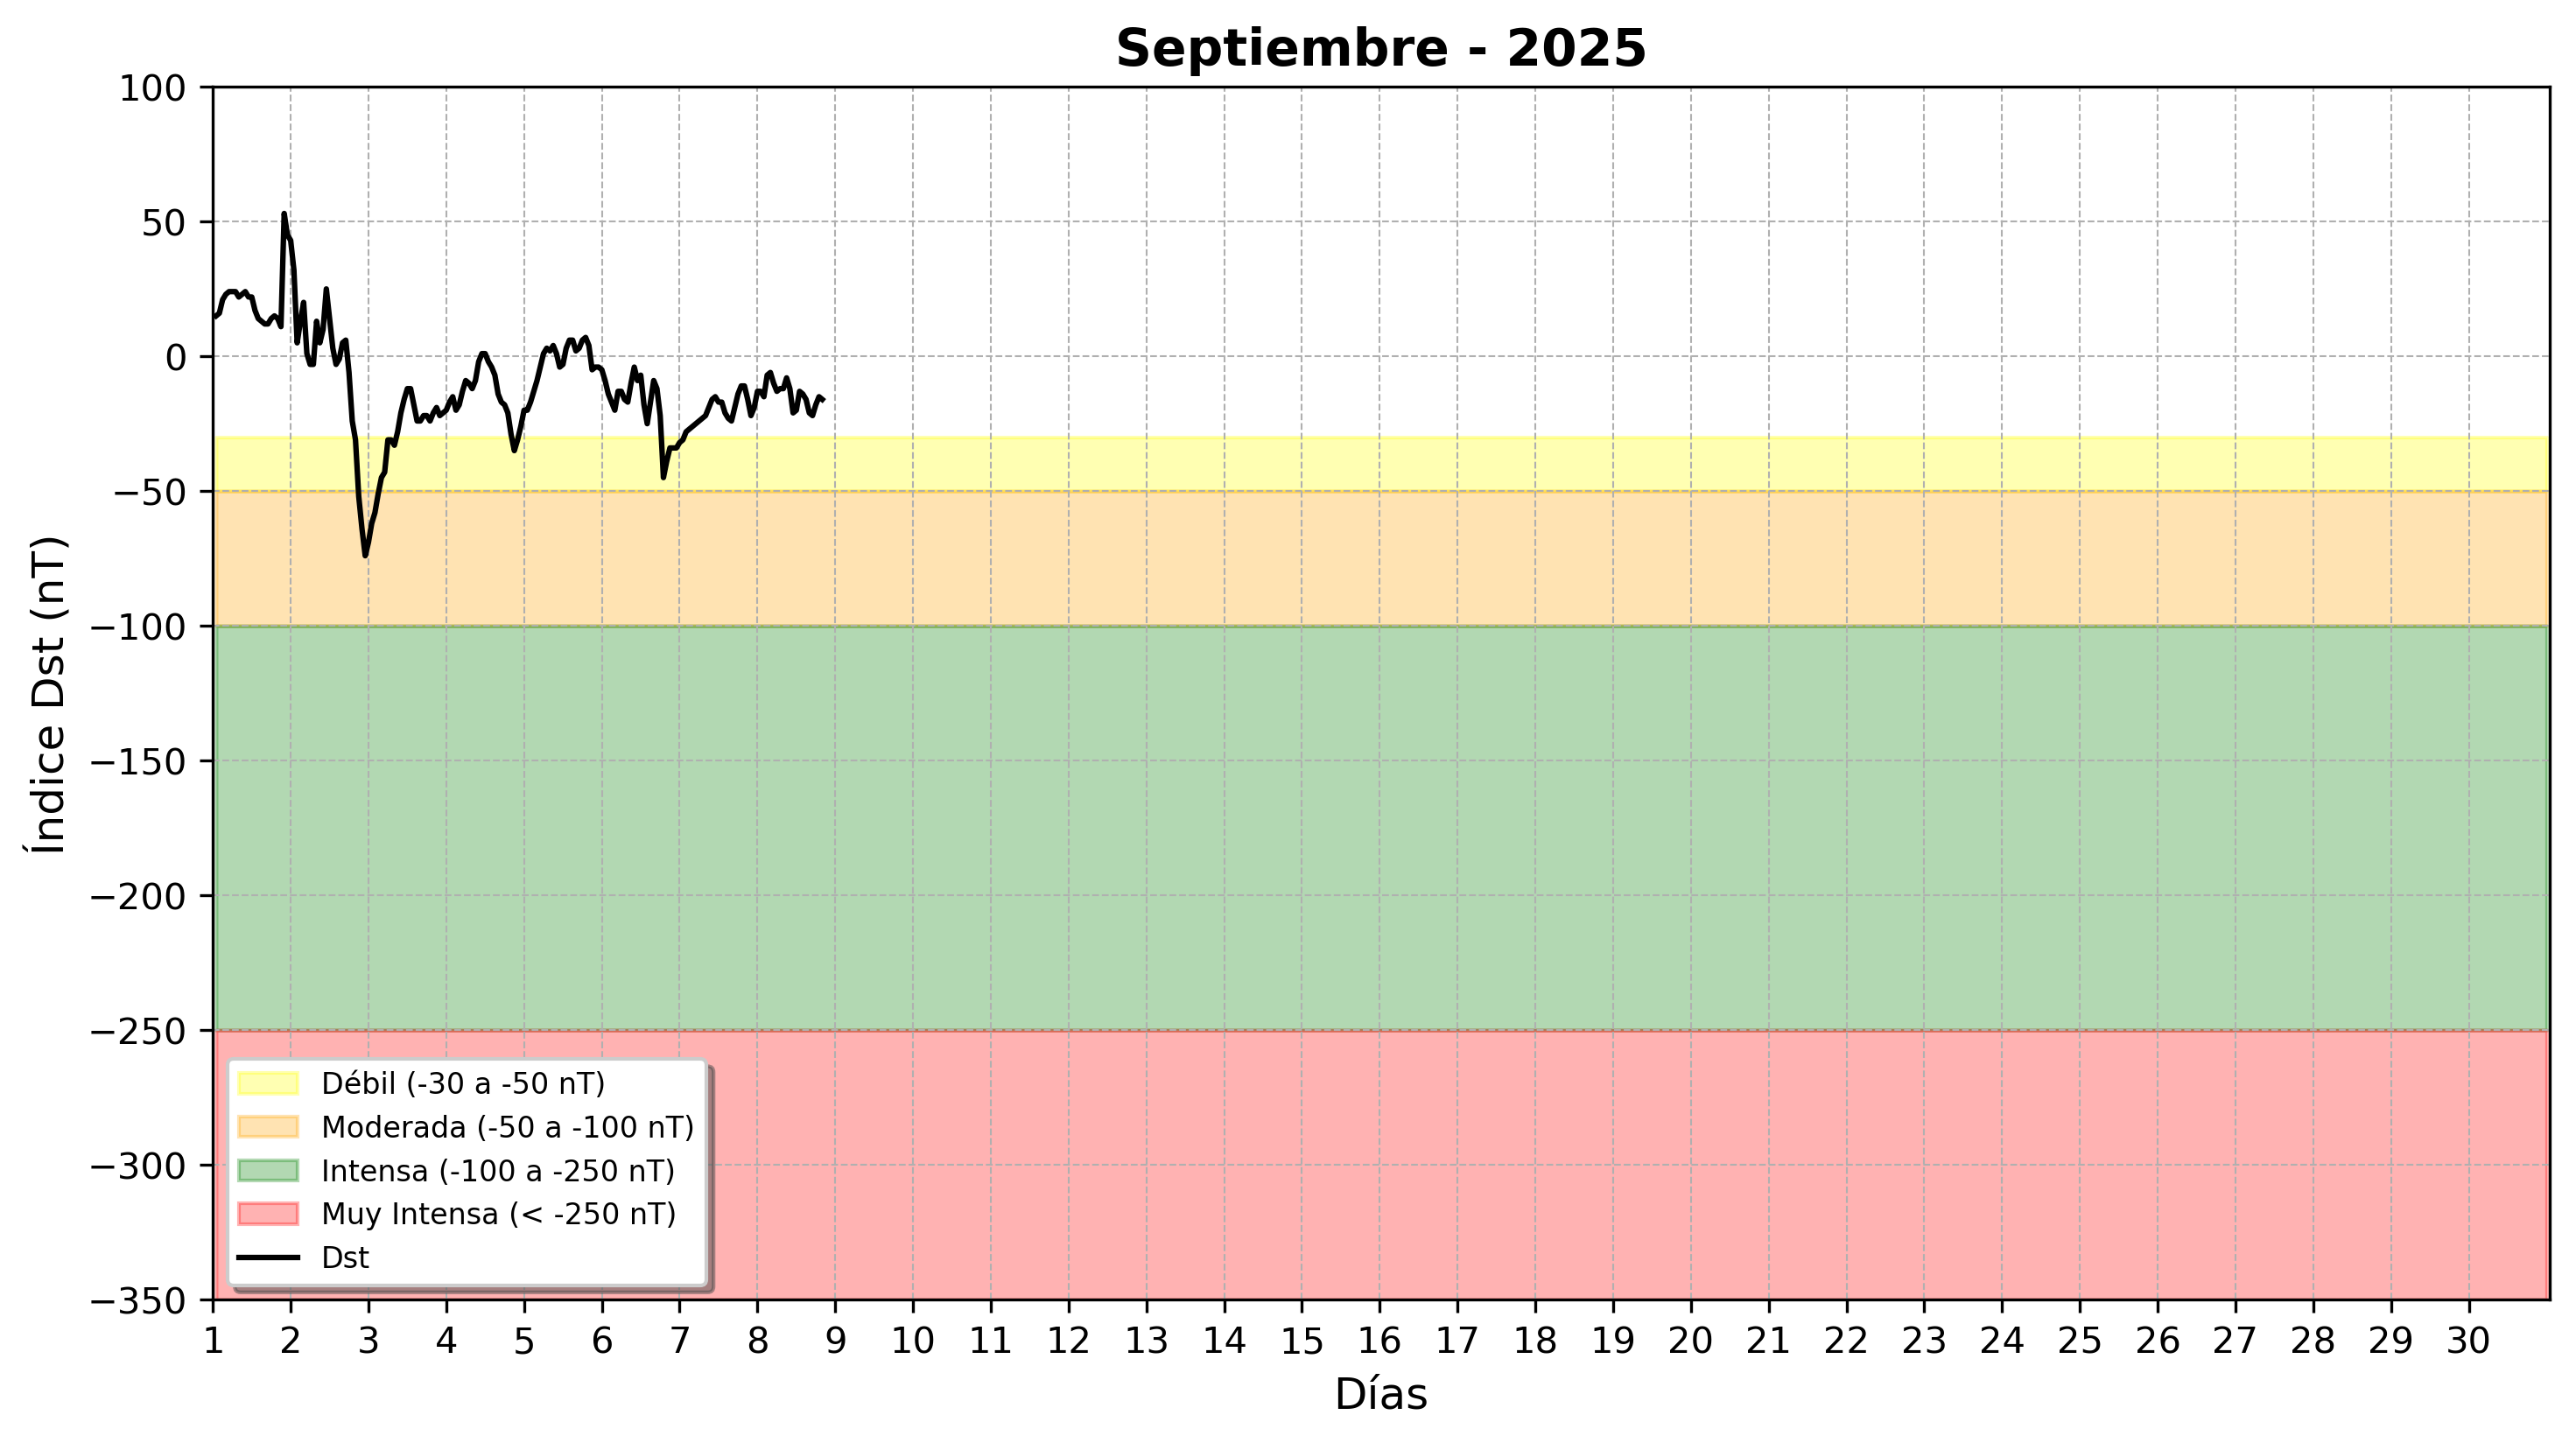 Septiembre - 2025
Índice Dst (nT)
100
50
0
−50
−100
−150
−200
−250
−300
−350
Débil (-30 a -50 nT)
Moderada (-50 a -100 nT)
Intensa (-100 a -250 nT)
Muy Intensa (< -250 nT)
Dst
1 2 3 4 5 6 7 8 9 10 11 12 13 14 15 16 17 18 19 20 21 22 23 24 25 26 27 28 29 30
Días